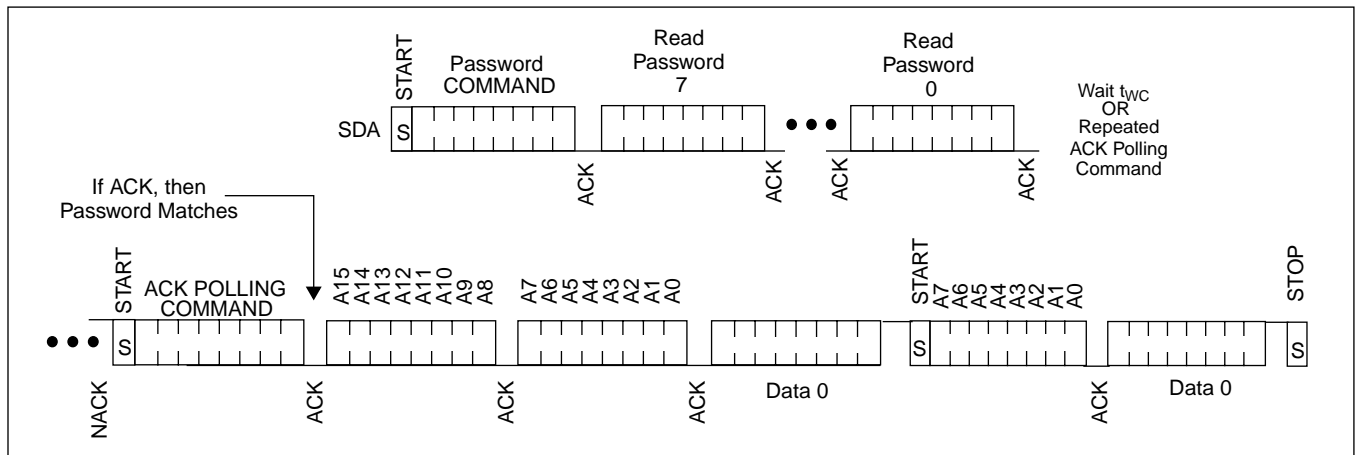 START
Password
COMMAND
Read
Password
7
Read
Password
0
Wait tWC
OR
Repeated
ACK Polling
Command
SDA
S
ACK
ACK
ACK
ACK
If ACK, then
Password Matches
START
ACK POLLING
COMMAND
A15
A14
A13
A12
A11
A10
A9
A8
A7
A6
A5
A4
A3
A2
A1
A0
START
A7
A6
A5
A4
A3
A2
A1
A0
STOP
S
S
S
NACK
ACK
ACK
ACK
Data 0
ACK
Data 0